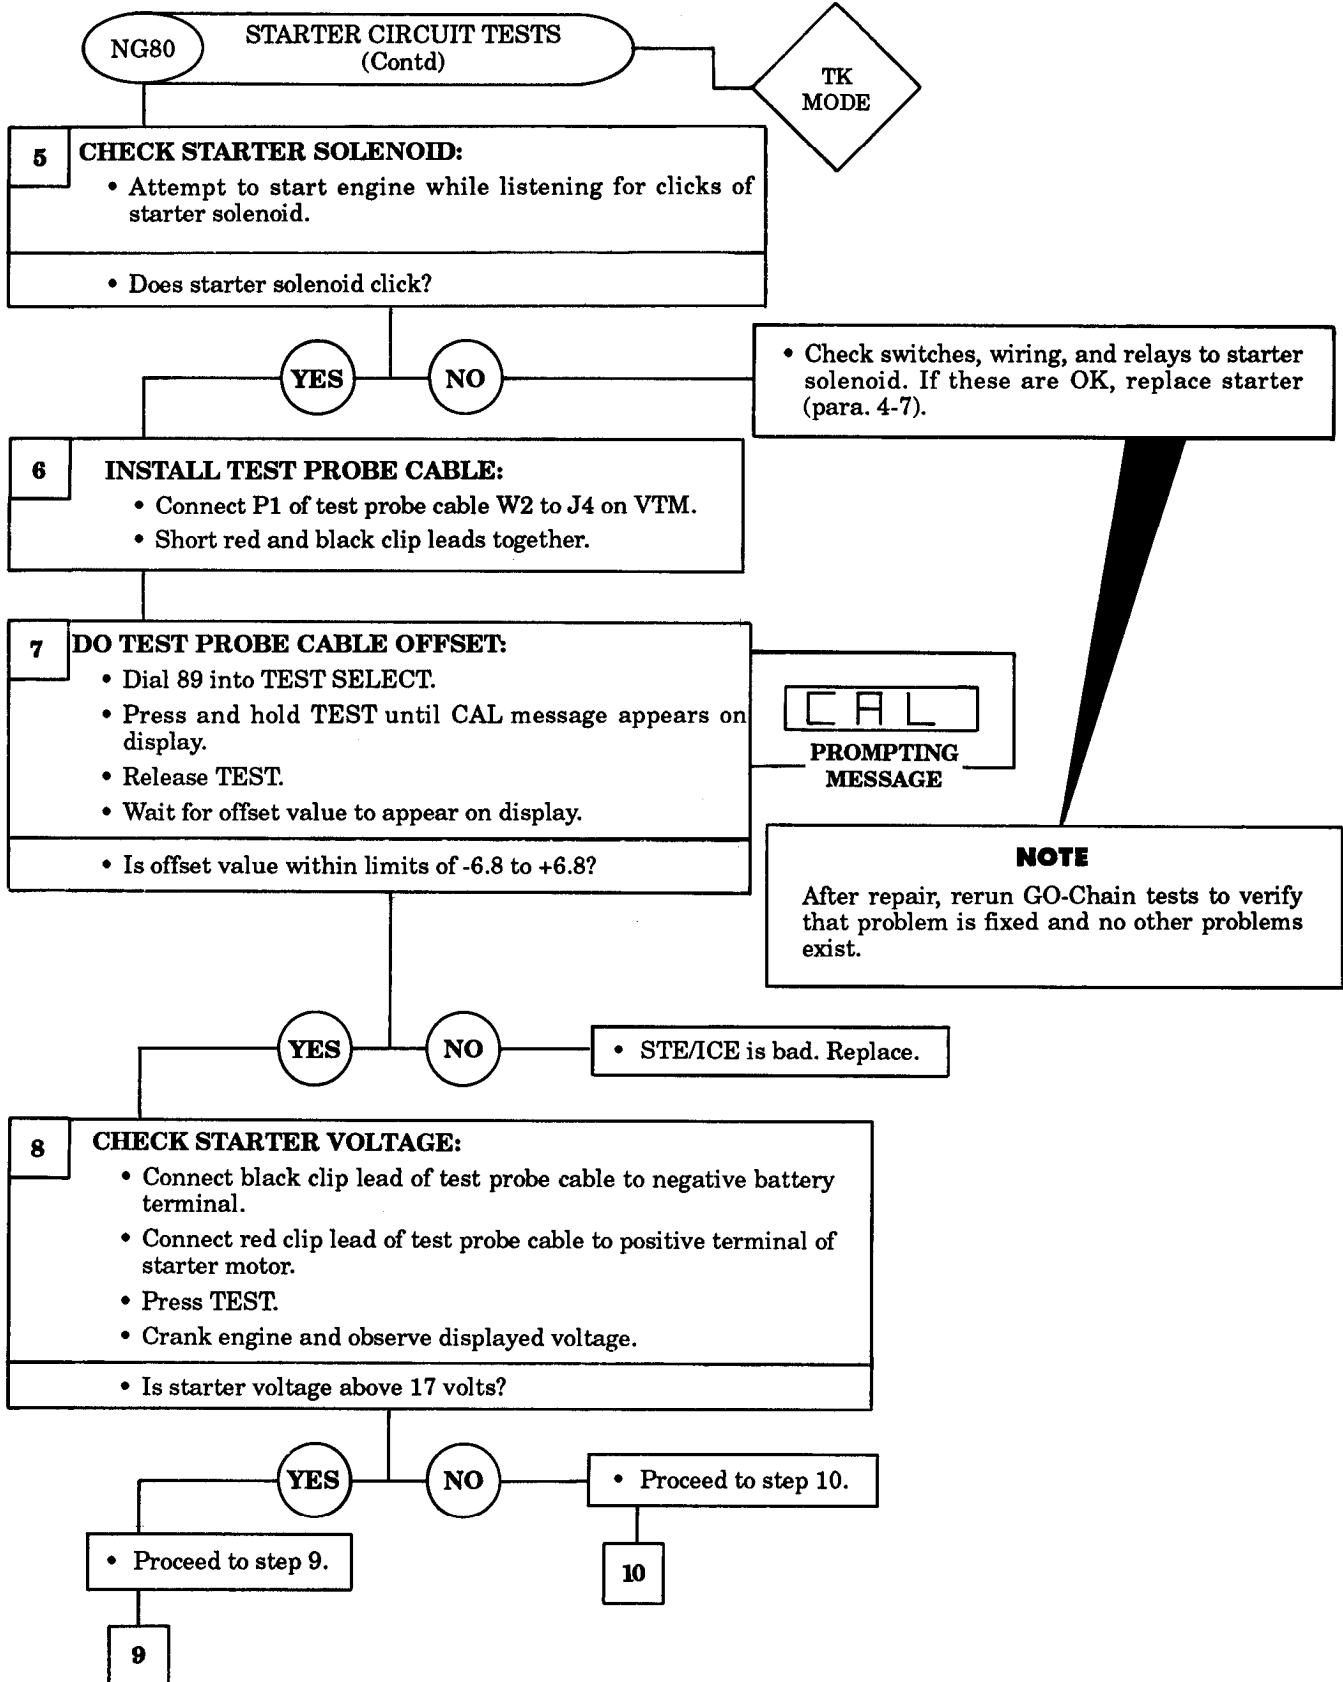 NG80
STARTER CIRCUIT TESTS
(Contd)
TK
MODE
5
CHECK STARTER SOLENOID:
• Attempt to start engine while listening for clicks of
starter solenoid.
• Does starter solenoid click?
YES
NO
• Check switches, wiring, and relays to starter
solenoid. If these are OK, replace starter
(para. 4-7).
6
INSTALL TEST PROBE CABLE:
• Connect P1 of test probe cable W2 to J4 on VTM.
• Short red and black clip leads together.
7
DO TEST PROBE CABLE OFFSET:
• Dial 89 into TEST SELECT.
• Press and hold TEST until CAL message appears on
display.
• Release TEST.
• Wait for offset value to appear on display.
• Is offset value within limits of -6.8 to +6.8?
CAL
PROMPTING
MESSAGE
NOTE
After repair, rerun GO-Chain tests to verify
that problem is fixed and no other problems
exist.
YES
NO
• STE/ICE is bad. Replace.
8
CHECK STARTER VOLTAGE:
• Connect black clip lead of test probe cable to negative battery
terminal.
• Connect red clip lead of test probe cable to positive terminal of
starter motor.
• Press TEST.
• Crank engine and observe displayed voltage.
• Is starter voltage above 17 volts?
YES
NO
• Proceed to step 10.
• Proceed to step 9.
10
9